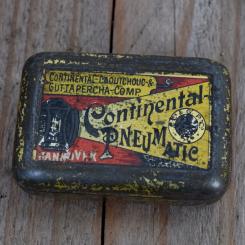 CONTINENTAL-CAOUTCHOUC-&
GUTTAPERCHA-COMP.
Continental-
PNEUMATIC
HANNOVER